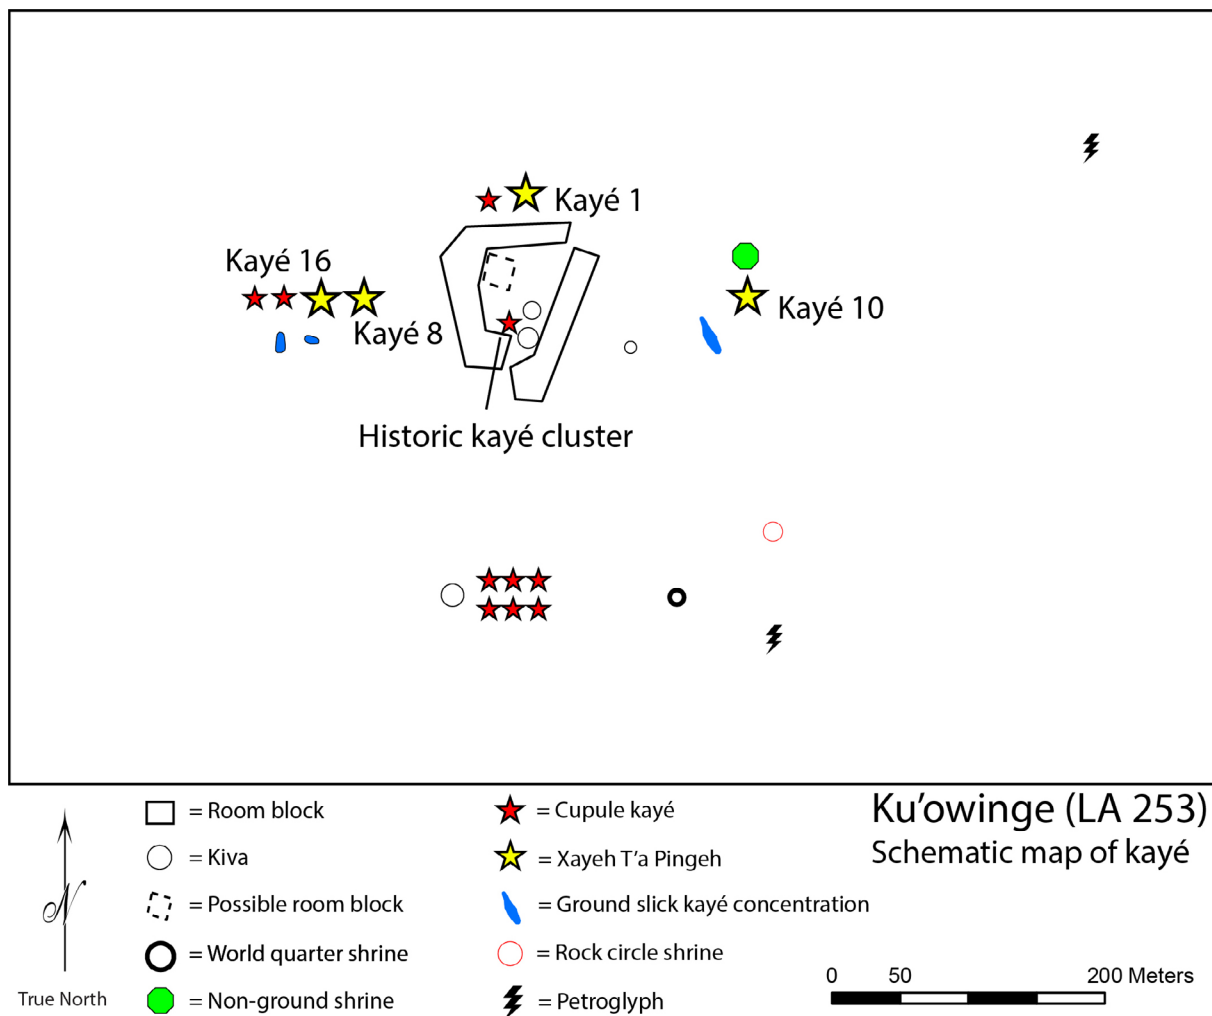 Kayé 1
Kayé 16
Kayé 8
Kayé 10
Historic kayé cluster
= Room block
= Kiva
= Possible room block
= World quarter shrine
= Non-ground shrine
= Cupule kayé
= Xayeh T'a Pingeh
= Ground slick kayé concentration
= Rock circle shrine
= Petroglyph
Ku'owinge (LA 253)
Schematic map of kayé
N
True North
0 50 200 Meters